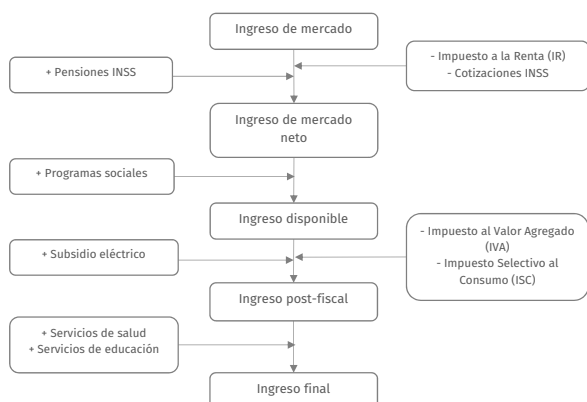 Ingreso de mercado
+ Pensiones INSS
- Impuesto a la Renta (IR)
- Cotizaciones INSS
Ingreso de mercado
neto
+ Programas sociales
Ingreso disponible
+ Subsidio eléctrico
- Impuesto al Valor Agregado
(IVA)
- Impuesto Selectivo al
Consumo (ISC)
Ingreso post-fiscal
+ Servicios de salud
+ Servicios de educación
Ingreso final